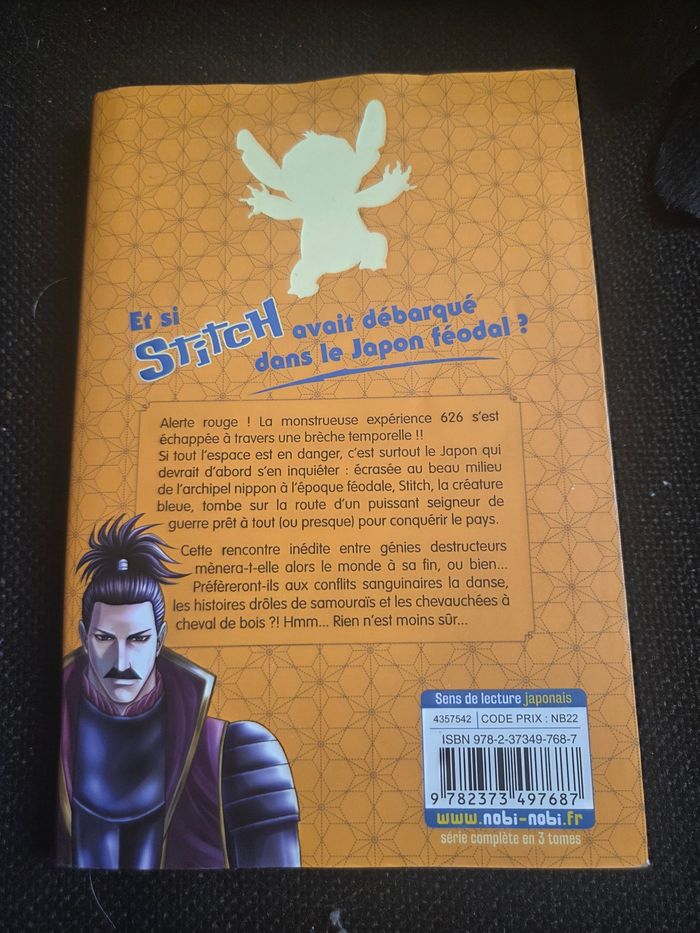 Et si
Stitch avait débarqué
dans le Japon féodal ?
Alerte rouge ! La monstrueuse expérience 626 s'est
échappée à travers une brèche temporelle !!
Si tout l'espace est en danger, c'est surtout le Japon qui
devrait d'abord s'en inquiéter : écrasée au beau milieu
de l'archipel nippon à l'époque féodale, Stitch, la créature
bleue, tombe sur la route d'un puissant seigneur de
guerre prêt à tout (ou presque) pour conquérir le pays.
Cette rencontre inédite entre génies destructeurs
mènera-t-elle alors le monde à sa fin, ou bien...
Préfèreront-ils aux conflits sanguinaires la danse,
les histoires drôles de samouraïs et les chevauchées à
cheval de bois ?! Hmm... Rien n'est moins sûr...
Sens de lecture japonais
4357542 CODE PRIX : NB22
ISBN 978-2-37349-768-7
9 782373 497687
www.nobi-nobi.fr
série complète en 3 tomes